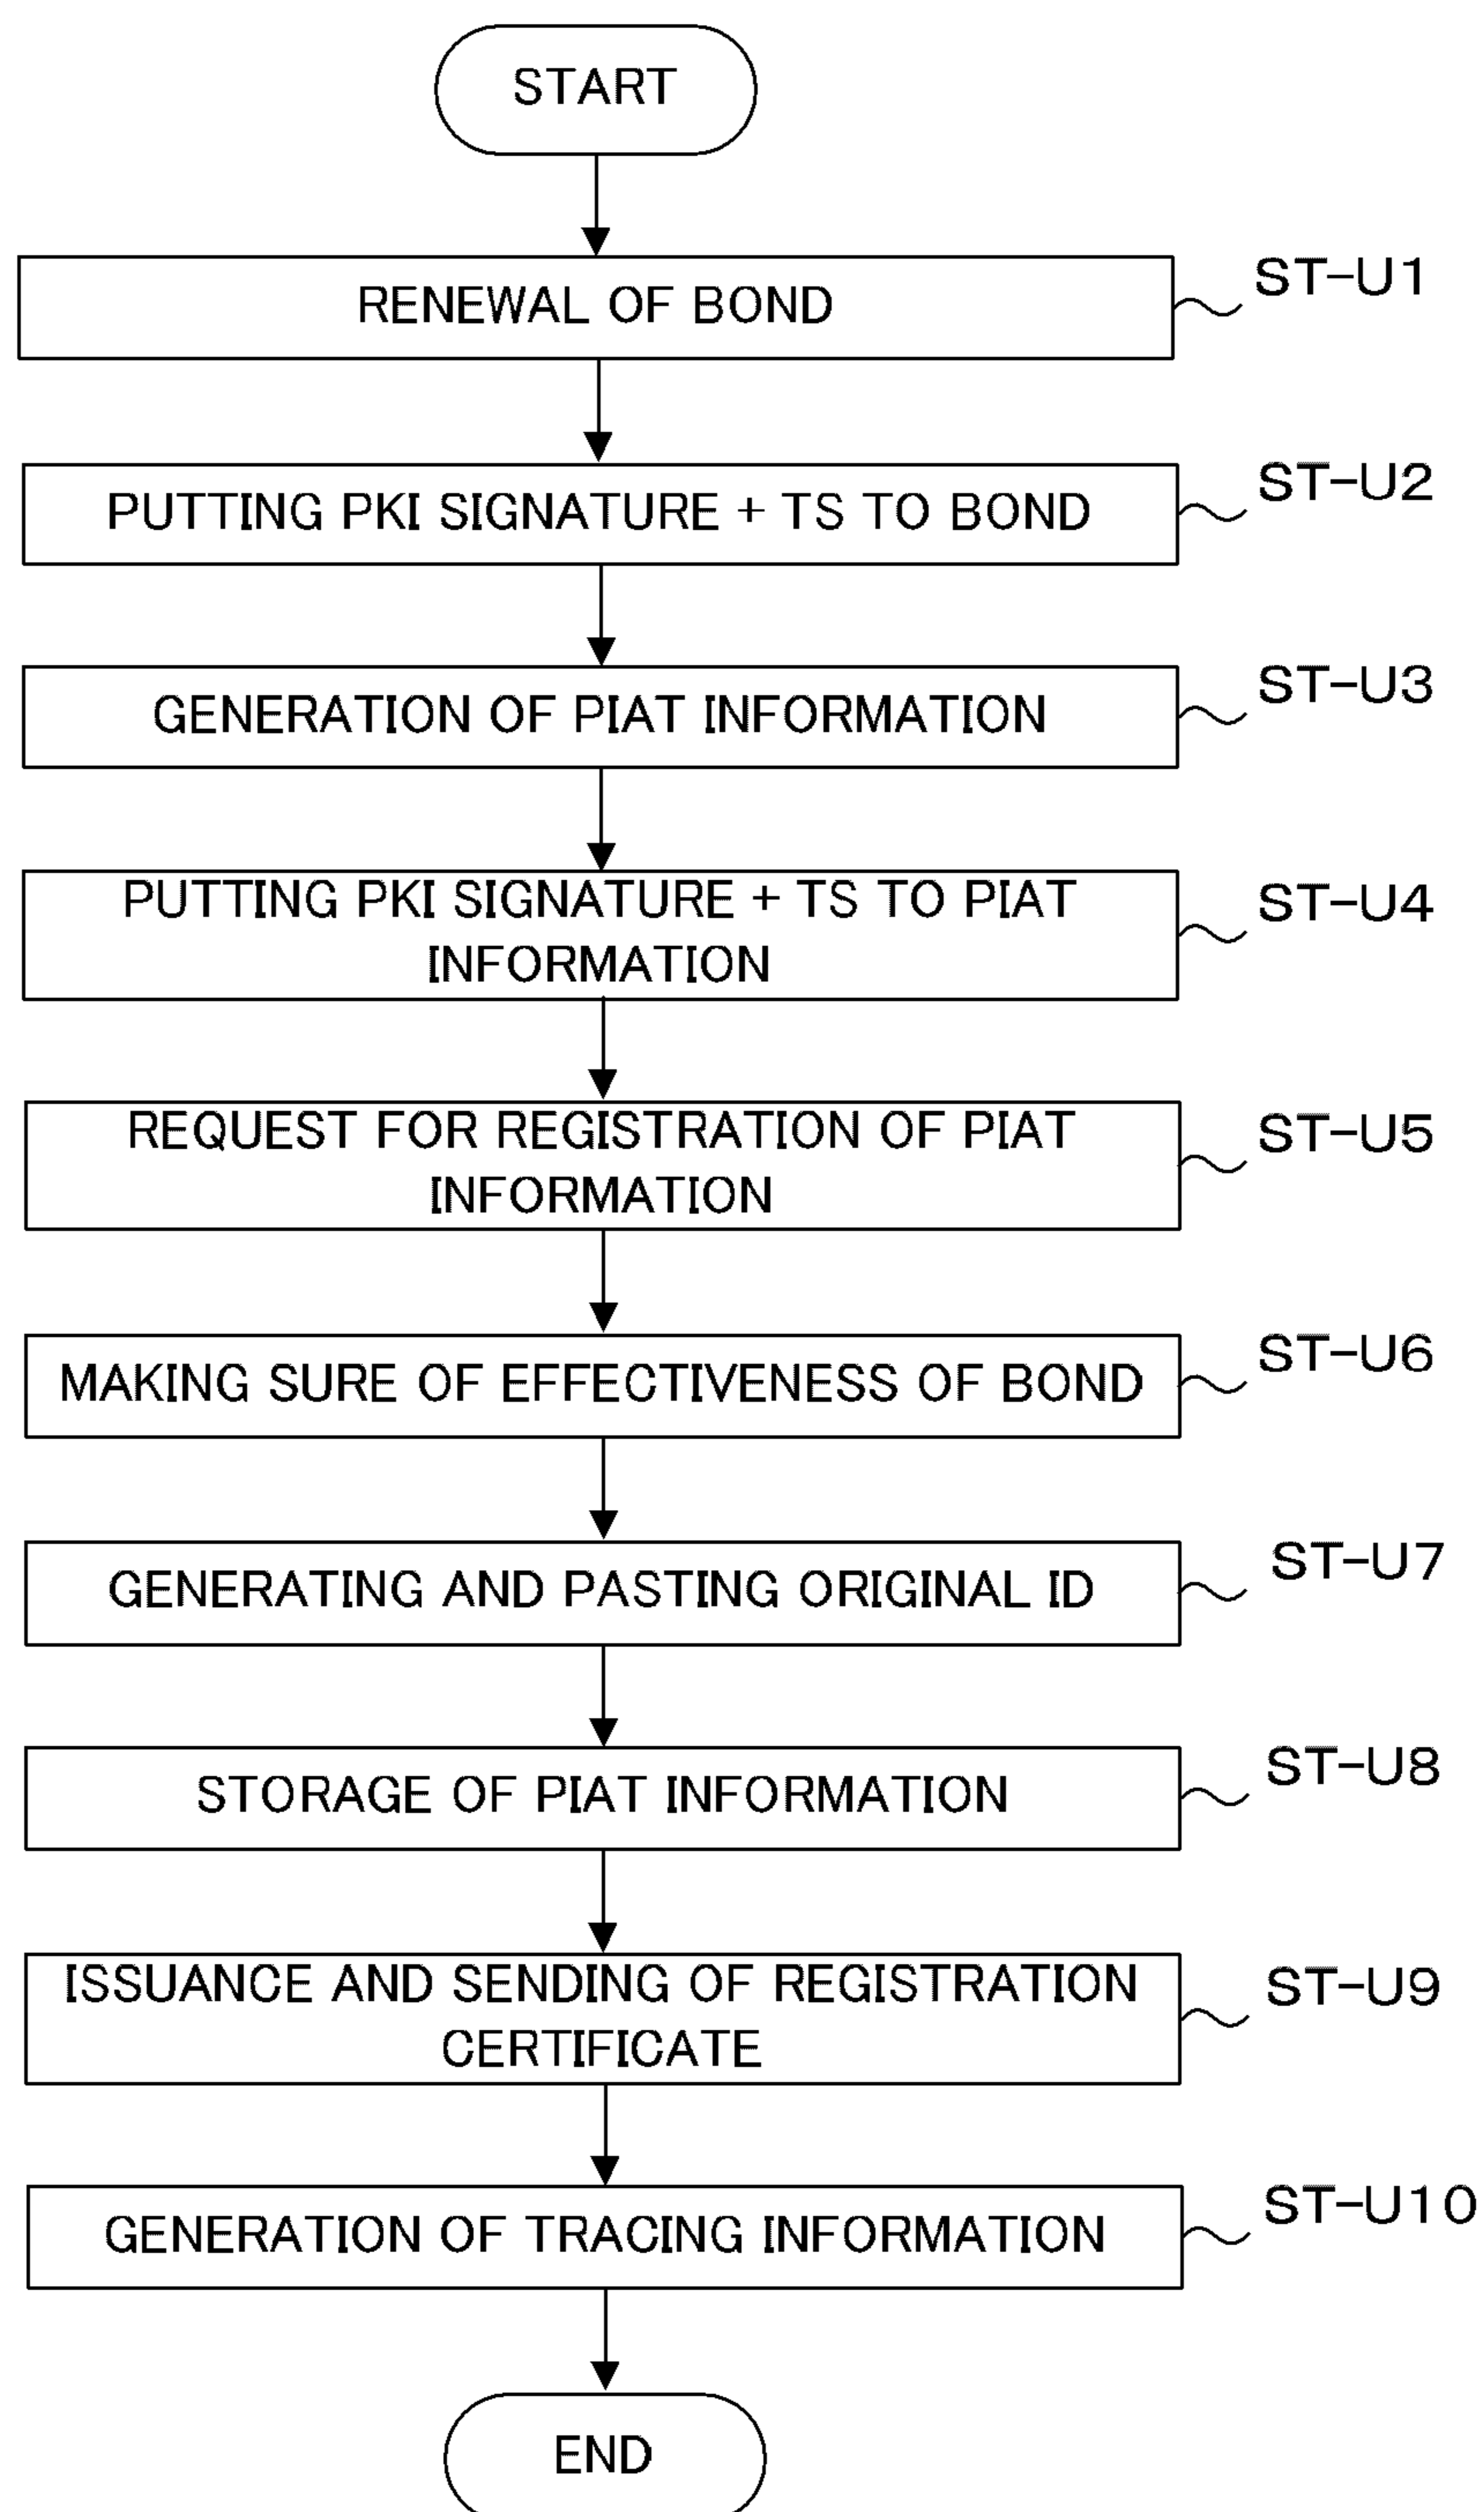 START
RENEWAL OF BOND
ST-U1
PUTTING PKI SIGNATURE + TS TO BOND
ST-U2
GENERATION OF PIAT INFORMATION
ST-U3
PUTTING PKI SIGNATURE + TS TO PIAT
INFORMATION
ST-U4
REQUEST FOR REGISTRATION OF PIAT
INFORMATION
ST-U5
MAKING SURE OF EFFECTIVENESS OF BOND
ST-U6
GENERATING AND PASTING ORIGINAL ID
ST-U7
STORAGE OF PIAT INFORMATION
ST-U8
ISSUANCE AND SENDING OF REGISTRATION
CERTIFICATE
ST-U9
GENERATION OF TRACING INFORMATION
ST-U10
END